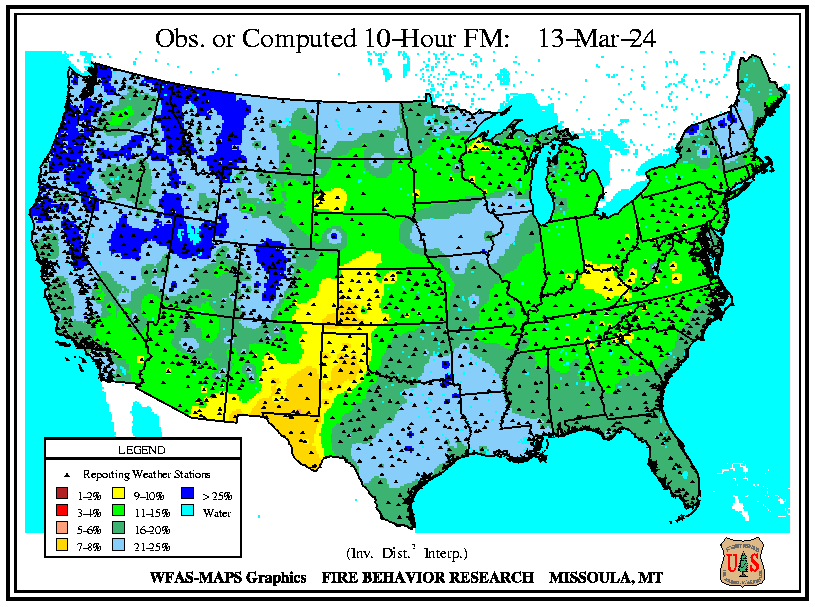 Obs. or Computed 10-Hour FM: 13-Mar-24
LEGEND
Reporting Weather Stations
1-2% 9-10% > 25%
3-4% 11-15% Water
5-6% 16-20%
7-8% 21-25%
(Inv. Dist.² Interp.)
WFAS-MAPS Graphics FIRE BEHAVIOR RESEARCH MISSOULA, MT
U S